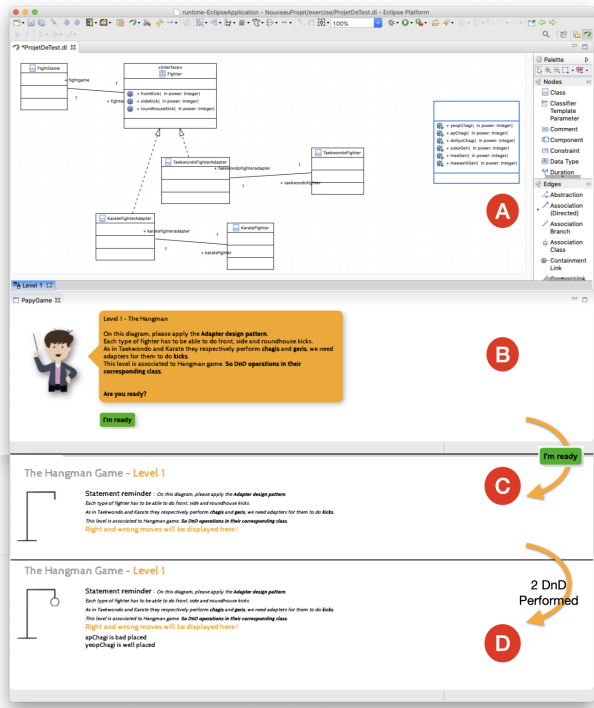 runtime-EclipseApplication - NouveauProjet/exercise/ProjetDeTest.di - Eclipse Platform
100%
*ProjetDeTest.di
FightGame
+ fightgame
1
«Interface»
Fighter
+ frontKick( in power: Integer)
+ sideKick( in power: Integer)
+ roundhouseKick( in power: Integer)
1
+ fighter
TaekwondoFighterAdapter
+ taekwondofighteradapter
1
1
+ taekwondofighter
TaekwondoFighter
KarateFighterAdapter
+ karatefighteradapter
1
1
+ karatefighter
KarateFighter
+ yeopChagi( in power: Integer)
+ apChagi( in power: Integer)
+ dollyoChagi( in power: Integer)
+ yokoGeri( in power: Integer)
+ maeGeri( in power: Integer)
+ mawashiGeri( in power: Integer)
A
Palette
Nodes
Class
Classifier
Template
Parameter
Comment
Component
Constraint
Data Type
Duration
Edges
Abstraction
Association
(Directed)
Association
Branch
Association
Class
Containment
Link
Level 1
PapyGame
Level 1 - The Hangman
On this diagram, please apply the Adapter design pattern.
Each type of fighter has to be able to do front, side and roundhouse kicks.
As in Taekwondo and Karate they respectively perform chagis and geris, we need
adapters for them to do kicks.
This level is associated to Hangman game. So DnD operations in their
corresponding class.
Are you ready?
I'm ready
B
I'm ready
The Hangman Game - Level 1
Statement reminder : On this diagram, please apply the Adapter design pattern.
Each type of fighter has to be able to do front, side and roundhouse kicks.
As in Taekwondo and Karate they respectively perform chagis and geris, we need adapters for them to do kicks.
This level is associated to Hangman game. So DnD operations in their corresponding class.
Right and wrong moves will be displayed here !
C
The Hangman Game - Level 1
Statement reminder : On this diagram, please apply the Adapter design pattern.
Each type of fighter has to be able to do front, side and roundhouse kicks.
As in Taekwondo and Karate they respectively perform chagis and geris, we need adapters for them to do kicks.
This level is associated to Hangman game. So DnD operations in their corresponding class.
Right and wrong moves will be displayed here !
apChagi is bad placed
yeopChagi is well placed
2 DnD
Performed
D